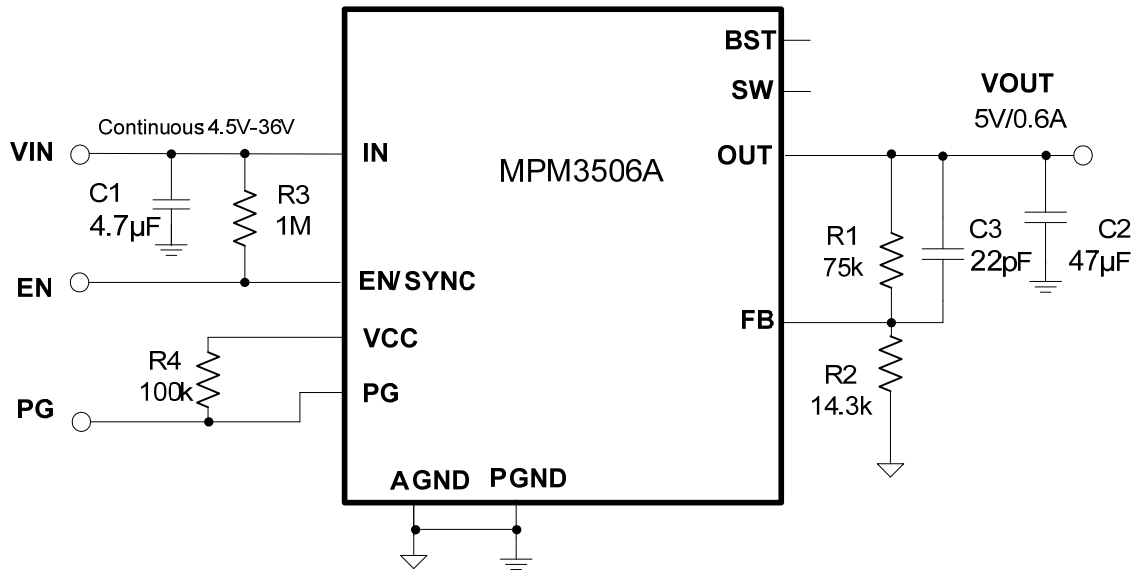 BST
SW
VOUT
5V/0.6A
Continuous 4.5V-36V
VIN
IN
MPM3506A
OUT
C1
4.7µF
R3
1M
R1
75k
C3
22pF
C2
47µF
EN
EN/SYNC
FB
VCC
R4
100k
PG
PG
R2
14.3k
AGND
PGND